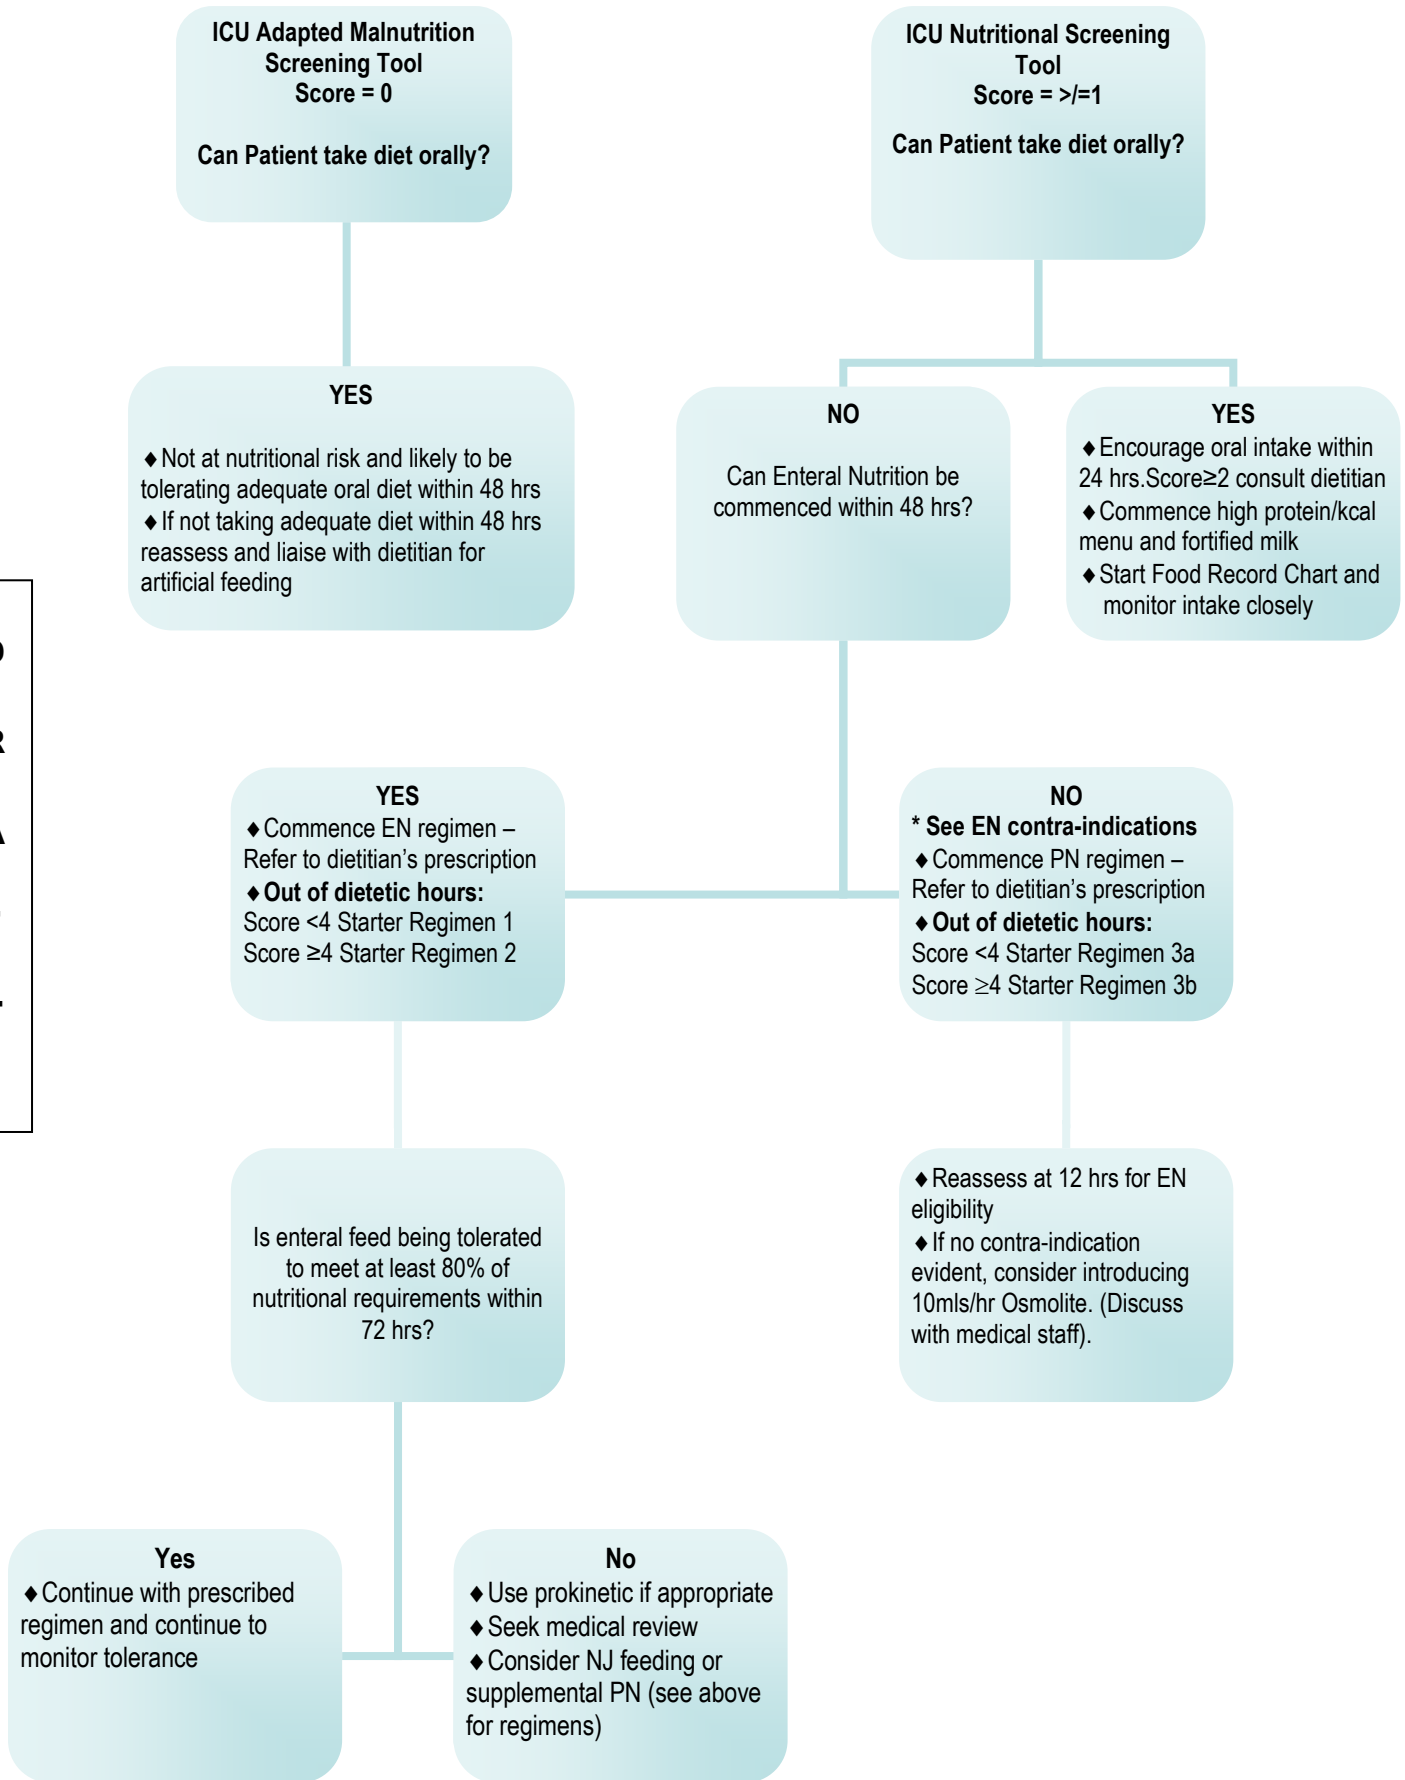 ICU Adapted Malnutrition
Screening Tool
Score = 0
Can Patient take diet orally?
ICU Nutritional Screening
Tool
Score = >/=1
Can Patient take diet orally?
YES
♦Not at nutritional risk and likely to be
tolerating adequate oral diet within 48 hrs
♦If not taking adequate diet within 48 hrs
reassess and liaise with dietitian for
artificial feeding
NO
Can Enteral Nutrition be
commenced within 48 hrs?
YES
♦Encourage oral intake within
24 hrs.Score≥2 consult dietitian
♦Commence high protein/kcal
menu and fortified milk
♦Start Food Record Chart and
monitor intake closely
YES
♦Commence EN regimen –
Refer to dietitian’s prescription
♦Out of dietetic hours:
Score <4 Starter Regimen 1
Score ≥4 Starter Regimen 2
NO
* See EN contra-indications
♦Commence PN regimen –
Refer to dietitian’s prescription
♦Out of dietetic hours:
Score <4 Starter Regimen 3a
Score ≥4 Starter Regimen 3b
Is enteral feed being tolerated
to meet at least 80% of
nutritional requirements within
72 hrs?
♦Reassess at 12 hrs for EN
eligibility
♦If no contra-indication
evident, consider introducing
10mls/hr Osmolite. (Discuss
with medical staff).
Yes
♦Continue with prescribed
regimen and continue to
monitor tolerance
No
♦Use prokinetic if appropriate
♦Seek medical review
♦Consider NJ feeding or
supplemental PN (see above
for regimens)